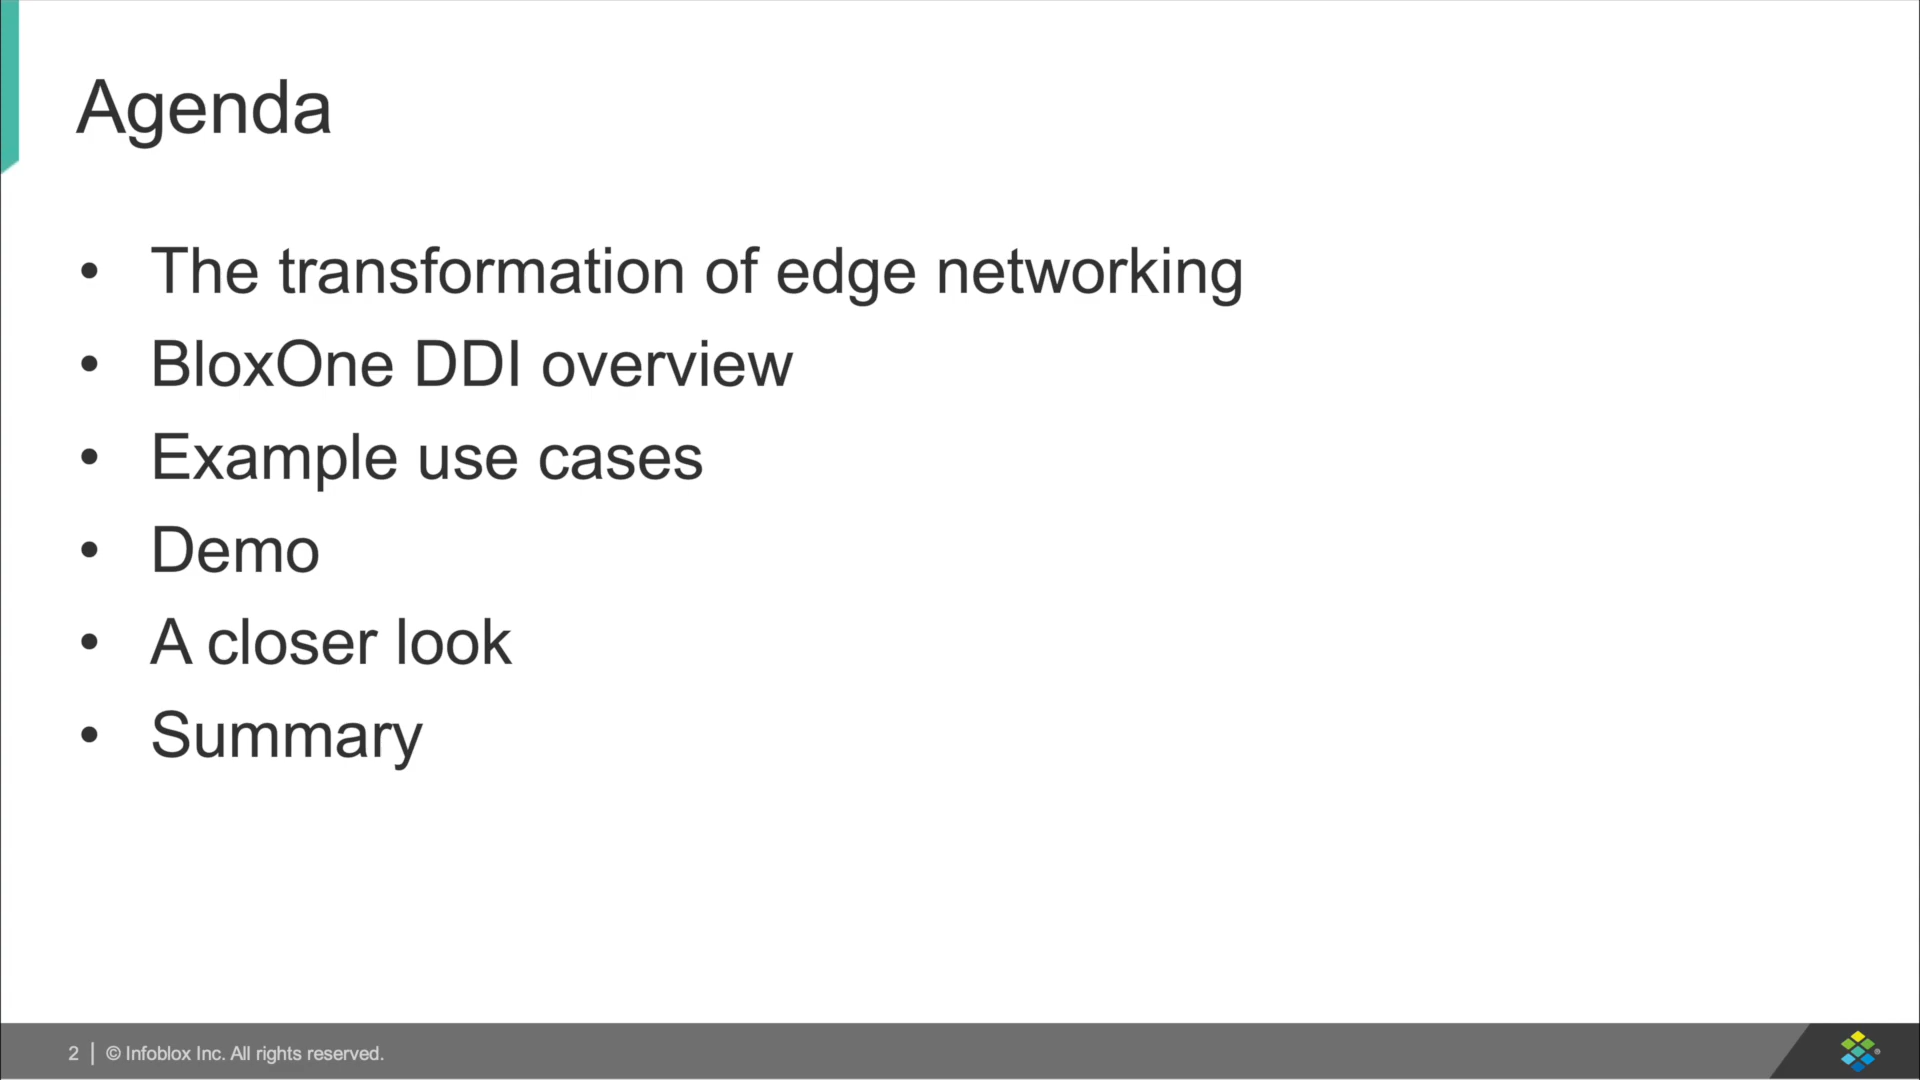 Agenda
• The transformation of edge networking
• BloxOne DDI overview
• Example use cases
• Demo
• A closer look
• Summary
2 | © Infoblox Inc. All rights reserved.